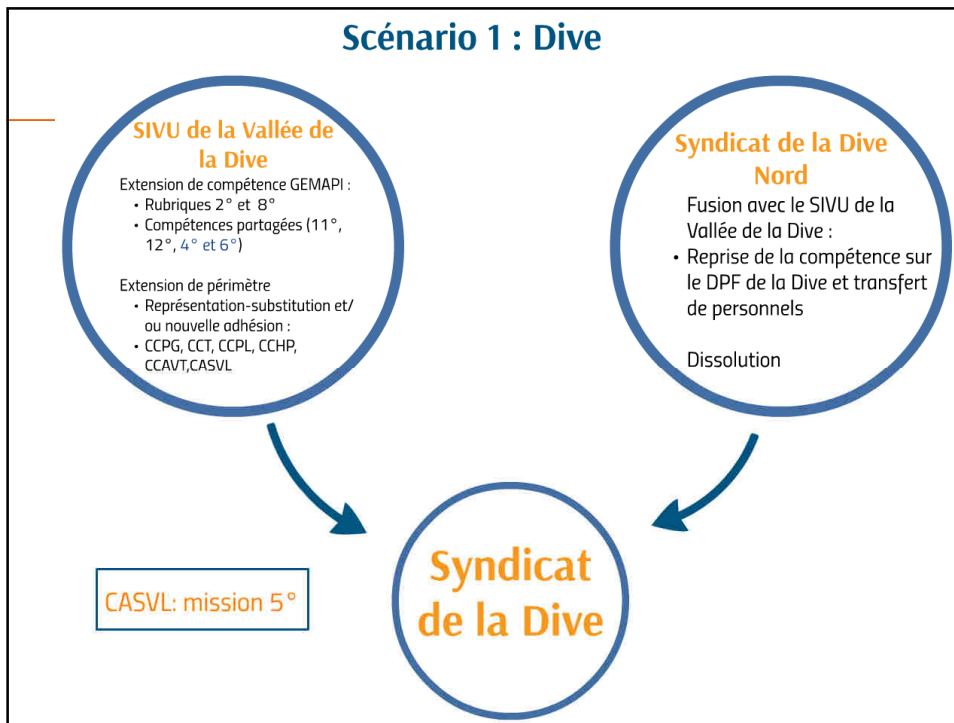 Scénario 1 : Dive
SIVU de la Vallée de
la Dive
Extension de compétence GEMAPI :
• Rubriques 2° et 8°
• Compétences partagées (11°,
12°, 4° et 6°)
Extension de périmètre
• Représentation-substitution et/
ou nouvelle adhésion :
• CCPG, CCT, CCPL, CCHP,
CCAVT,CASVL
Syndicat de la Dive
Nord
Fusion avec le SIVU de la
Vallée de la Dive :
• Reprise de la compétence sur
le DPF de la Dive et transfert
de personnels
Dissolution
CASVL: mission 5°
Syndicat
de la Dive